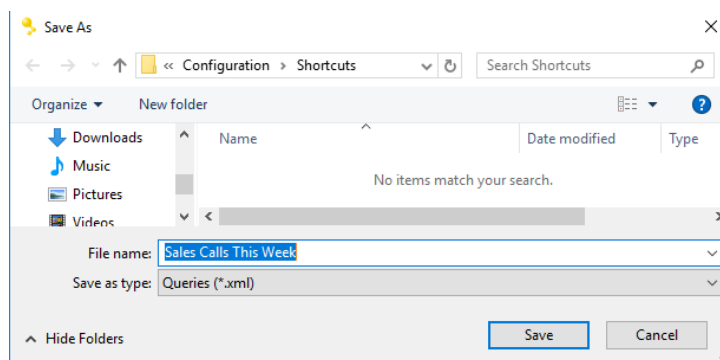 Save As
« Configuration > Shortcuts
Search Shortcuts
Organize
New folder
?
Downloads
Music
Pictures
Videos
Name
Date modified
Type
No items match your search.
File name: Sales Calls This Week
Save as type: Queries (*.xml)
Hide Folders
Save
Cancel